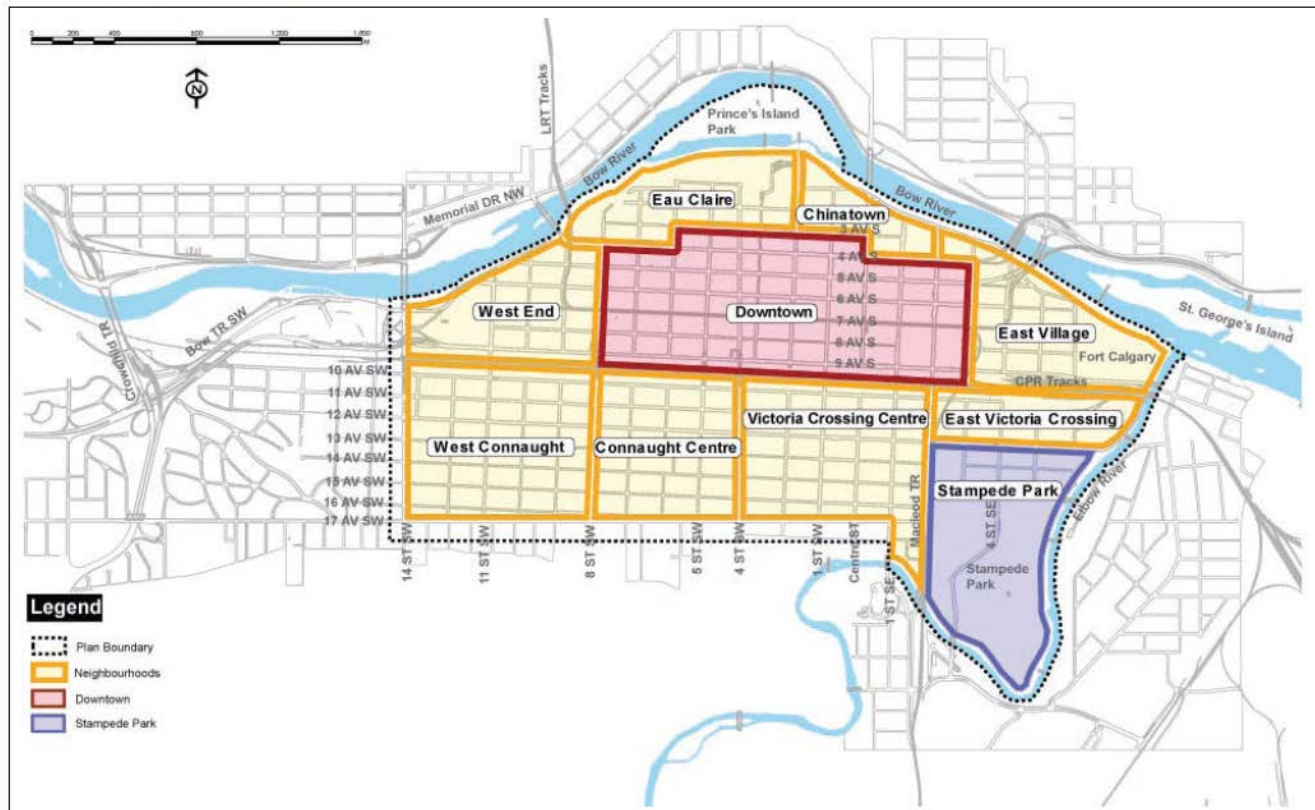 0 200 400 800 1,200 1,600
N
LRT Tracks
Prince's Island
Park
Bow River
Memorial DR NW
Eau Claire
Chinatown
3 AV S
Bow River
4 AV S
5 AV S
6 AV S
7 AV S
8 AV S
9 AV S
West End
Downtown
East Village
St. George's Island
Fort Calgary
CPR Tracks
Crowchild TR
Bow TR SW
10 AV SW
11 AV SW
12 AV SW
13 AV SW
14 AV SW
15 AV SW
16 AV SW
17 AV SW
West Connaught
Connaught Centre
Victoria Crossing Centre
East Victoria Crossing
Stampede Park
Elbow River
Macleod TR
4 ST SE
Stampede
Park
14 ST SW
11 ST SW
8 ST SW
5 ST SW
4 ST SW
1 ST SW
Centre ST
1 ST SE
Legend
Plan Boundary
Neighbourhoods
Downtown
Stampede Park